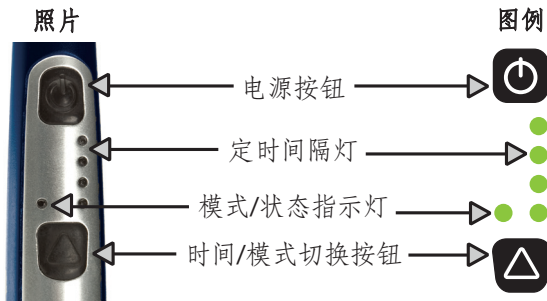 照片
图例
电源按钮
定时间隔灯
模式/状态指示灯
时间/模式切换按钮